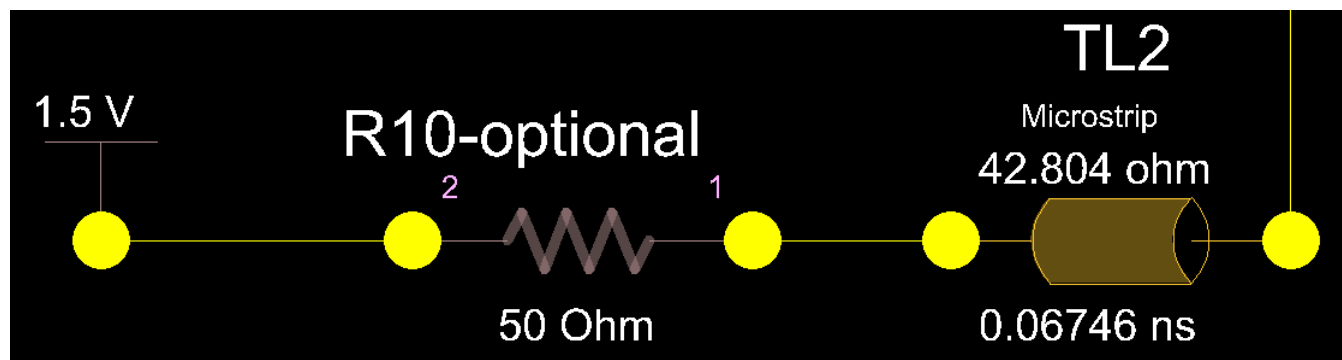 TL2
1.5 V
Microstrip
R10-optional
42.804 ohm
2
1
50 Ohm
0.06746 ns